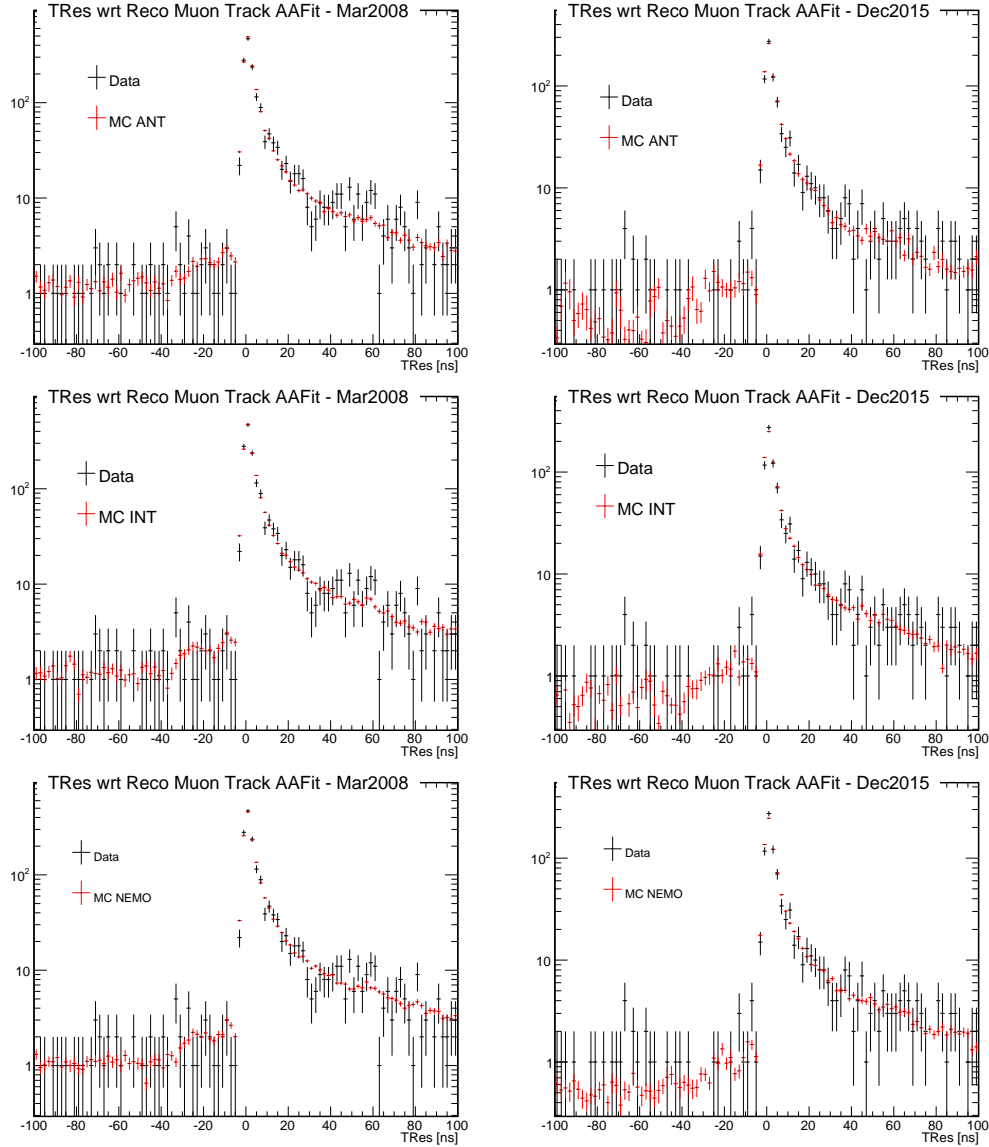 TRes wrt Reco Muon Track AAFit - Mar2008
Data
MC ANT
10²
10
1
-100 -80 -60 -40 -20 0 20 40 60 80 100
TRes [ns]
TRes wrt Reco Muon Track AAFit - Dec2015
Data
MC ANT
10²
10
1
-100 -80 -60 -40 -20 0 20 40 60 80 100
TRes [ns]
TRes wrt Reco Muon Track AAFit - Mar2008
Data
MC INT
10²
10
1
-100 -80 -60 -40 -20 0 20 40 60 80 100
TRes [ns]
TRes wrt Reco Muon Track AAFit - Dec2015
Data
MC INT
10²
10
1
-100 -80 -60 -40 -20 0 20 40 60 80 100
TRes [ns]
TRes wrt Reco Muon Track AAFit - Mar2008
Data
MC NEMO
10²
10
1
-100 -80 -60 -40 -20 0 20 40 60 80 100
TRes [ns]
TRes wrt Reco Muon Track AAFit - Dec2015
Data
MC NEMO
10²
10
1
-100 -80 -60 -40 -20 0 20 40 60 80 100
TRes [ns]